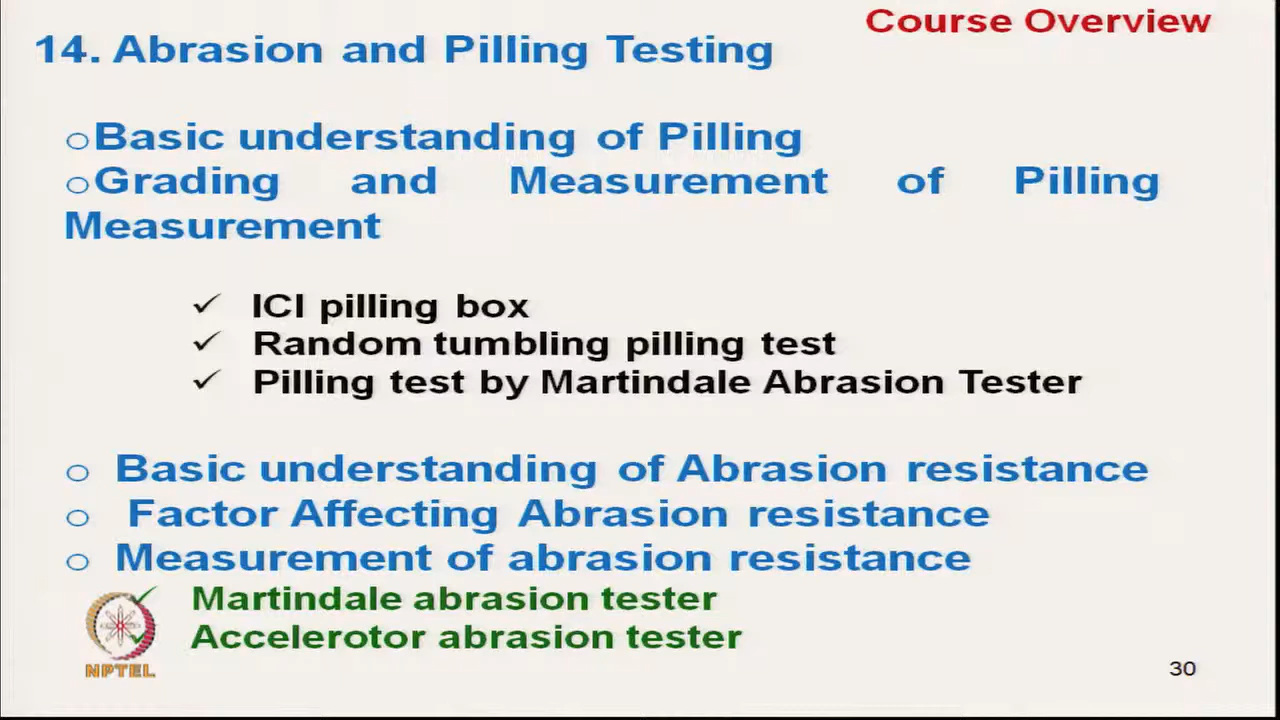 Course Overview
14. Abrasion and Pilling Testing
oBasic understanding of Pilling
oGrading and Measurement of Pilling
Measurement
✓ ICI pilling box
✓ Random tumbling pilling test
✓ Pilling test by Martindale Abrasion Tester
o Basic understanding of Abrasion resistance
o Factor Affecting Abrasion resistance
o Measurement of abrasion resistance
✓ Martindale abrasion tester
✓ Accelerotor abrasion tester
NPTEL
30